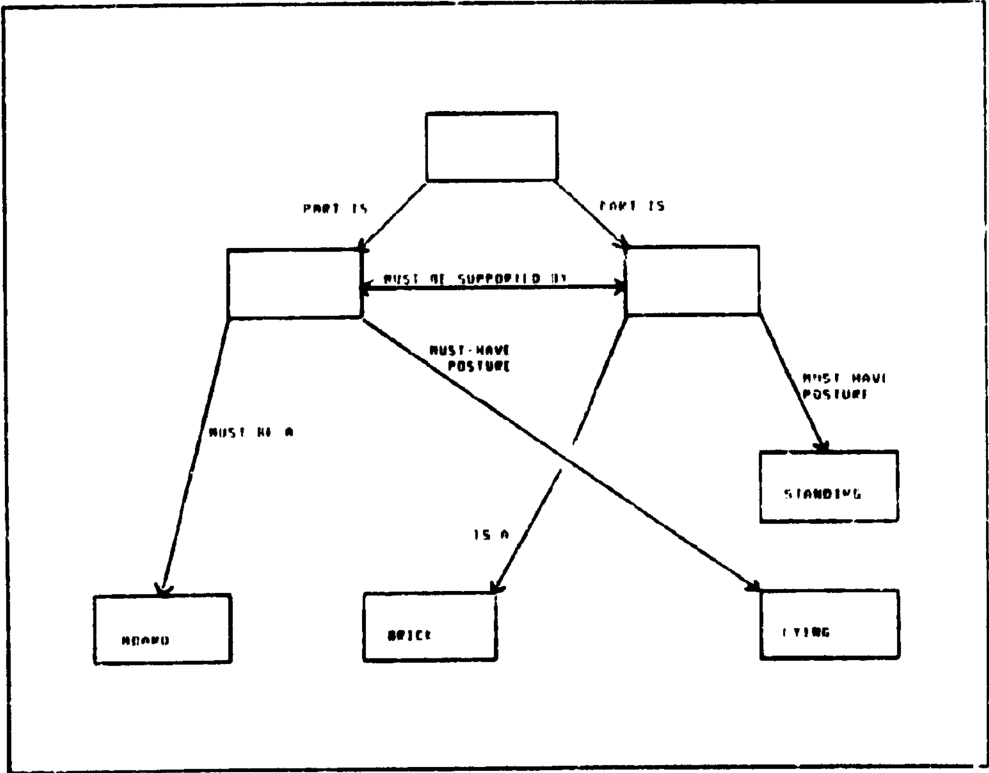 PART IS
PART IS
MUST BE SUPPORTED BY
MUST-HAVE
POSTURE
MUST HAVE
POSTURE
MUST BE A
STANDING
IS A
BOARD
BRICK
LYING